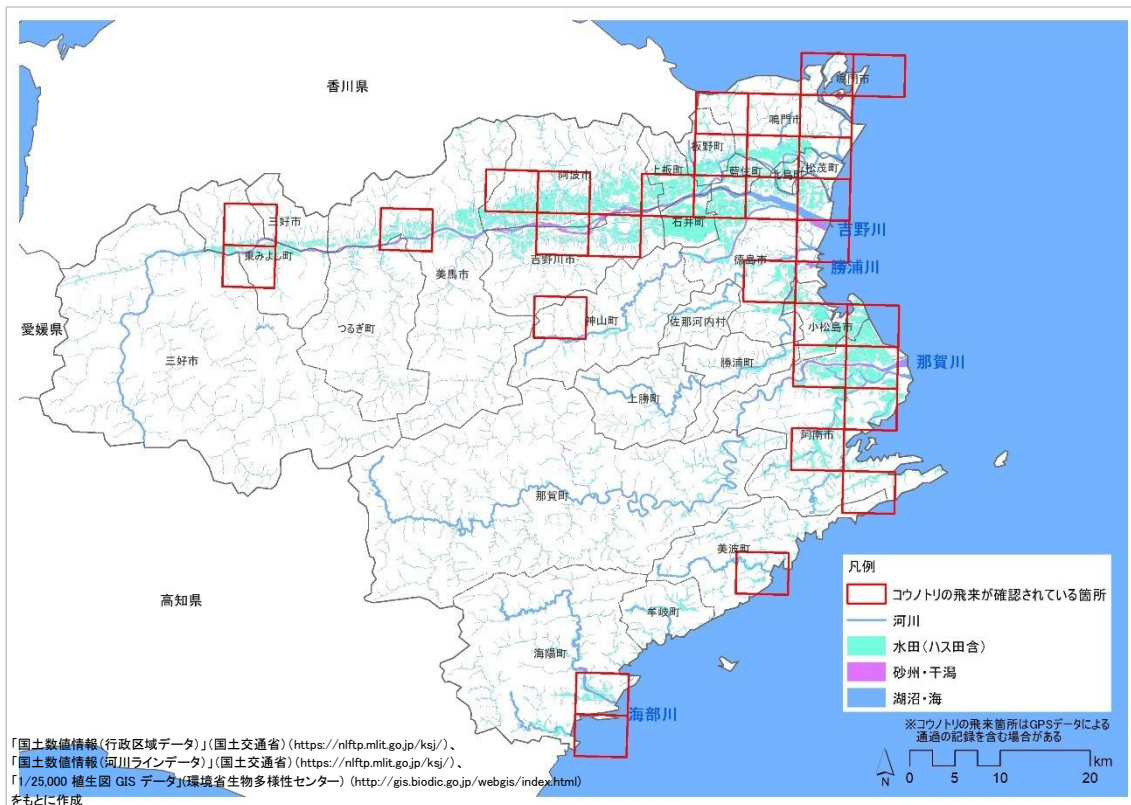 香川県
鳴門市
鳴門市
板野町
松茂町
北島町
藍住町
上板町
阿波市
石井町
吉野川
三好市
東みよし町
徳島市
勝浦川
美馬市
吉野川市
愛媛県
つるぎ町
神山町
佐那河内村
小松島市
三好市
勝浦町
那賀川
上勝町
阿南市
那賀町
美波町
高知県
牟岐町
海陽町
海部川
凡例
コウノトリの飛来が確認されている箇所
河川
水田(ハス田含)
砂州・干潟
湖沼・海
※コウノトリの飛来箇所はGPSデータによる
通過の記録を含む場合がある
N
km
0 5 10 20
「国土数値情報(行政区域データ)」(国土交通省)(https://nlftp.mlit.go.jp/ksj/)、
「国土数値情報(河川ラインデータ)」(国土交通省)(https://nlftp.mlit.go.jp/ksj/)、
「1/25,000 植生図 GIS データ」(環境省生物多様性センター) (http://gis.biodic.go.jp/webgis/index.html)
をもとに作成